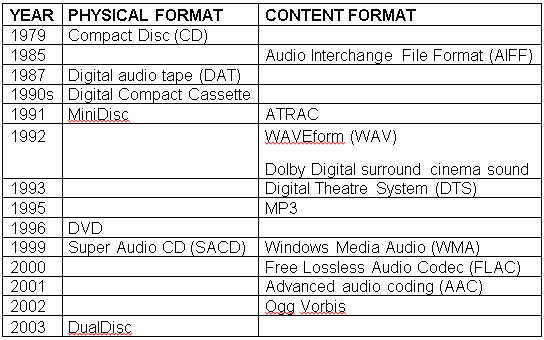 YEAR PHYSICAL FORMAT CONTENT FORMAT
1979 Compact Disc (CD)
1985 Audio Interchange File Format (AIFF)
1987 Digital audio tape (DAT)
1990s Digital Compact Cassette
1991 MiniDisc ATRAC
1992 WAVEform (WAV)
Dolby Digital surround cinema sound
1993 Digital Theatre System (DTS)
1995 MP3
1996 DVD
1999 Super Audio CD (SACD) Windows Media Audio (WMA)
2000 Free Lossless Audio Codec (FLAC)
2001 Advanced audio coding (AAC)
2002 Ogg Vorbis
2003 DualDisc